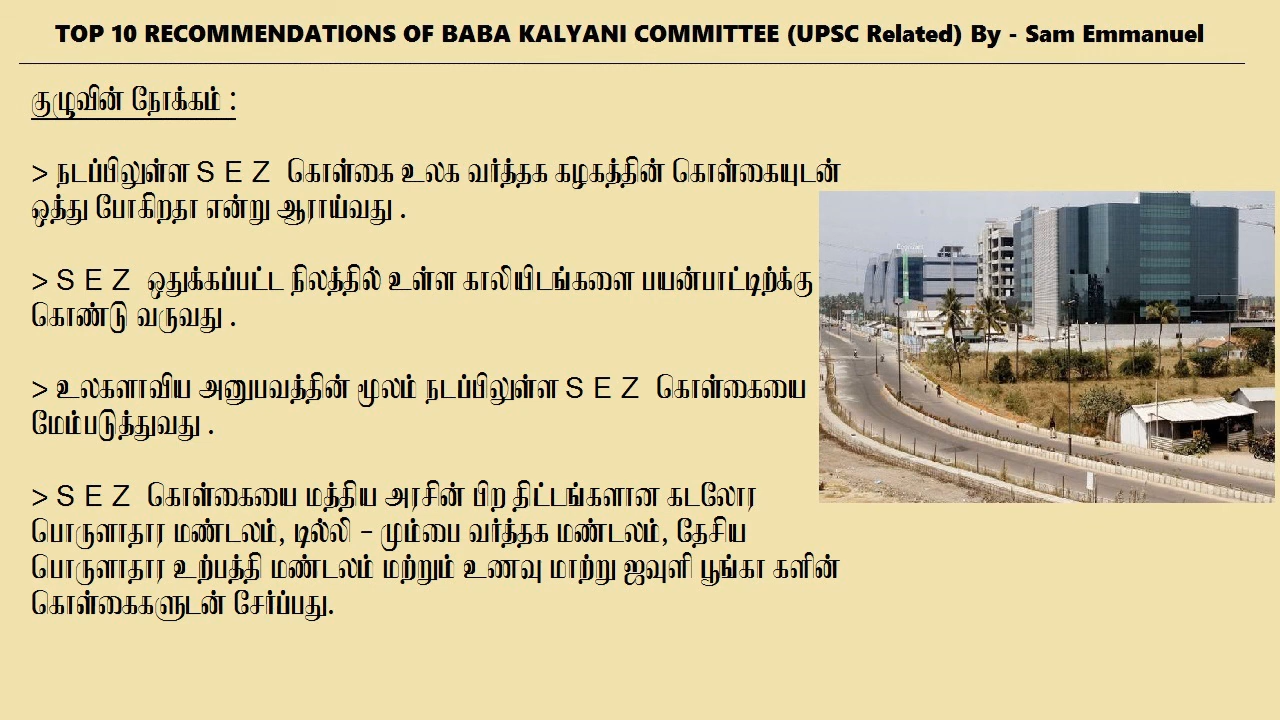 TOP 10 RECOMMENDATIONS OF BABA KALYANI COMMITTEE (UPSC Related) By - Sam Emmanuel
குழுவின் நோக்கம் :
> நடப்பிலுள்ள S E Z கொள்கை உலக வர்த்தக கழகத்தின் கொள்கையுடன்
ஒத்து போகிறதா என்று ஆராய்வது .
> S E Z ஒதுக்கப்பட்ட நிலத்தில் உள்ள காலியிடங்களை பயன்பாட்டிற்க்கு
கொண்டு வருவது .
> உலகளாவிய அனுபவத்தின் மூலம் நடப்பிலுள்ள S E Z கொள்கையை
மேம்படுத்துவது .
> S E Z கொள்கையை மத்திய அரசின் பிற திட்டங்களான கடலோர
பொருளாதார மண்டலம், டில்லி – மும்பை வர்த்தக மண்டலம், தேசிய
பொருளாதார உற்பத்தி மண்டலம் மற்றும் உணவு மாற்று ஜவுளி பூங்கா களின்
கொள்கைகளுடன் சேர்ப்பது.